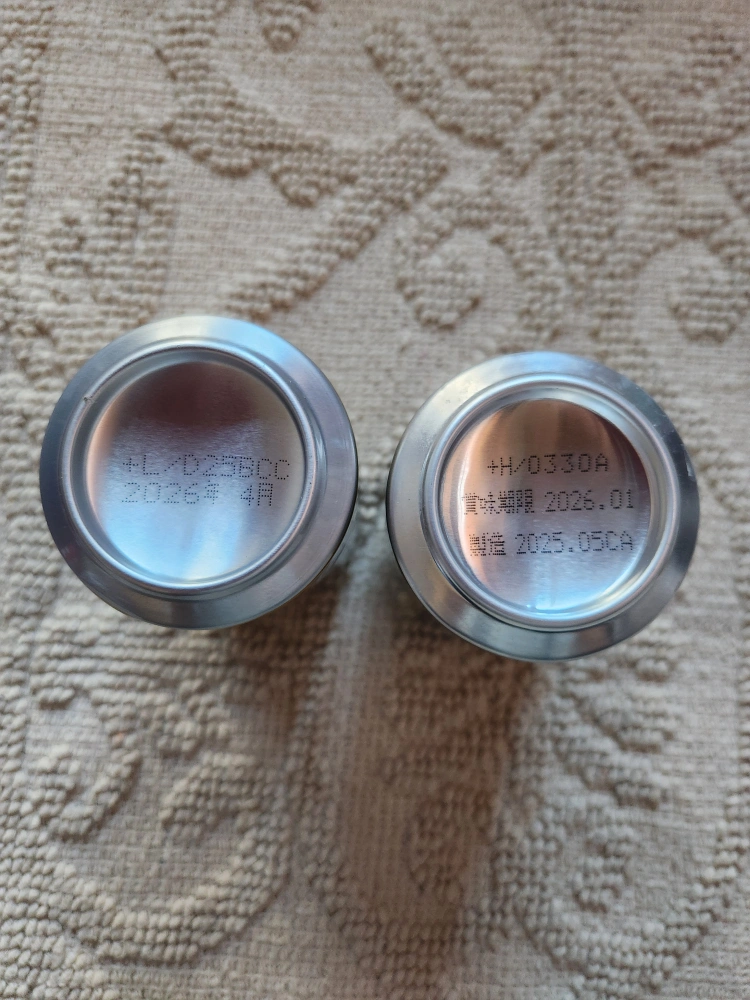 +L/D25BCC
2026年 4月
+H/0330A
賞味期限 2026.01
製造 2025.05CA